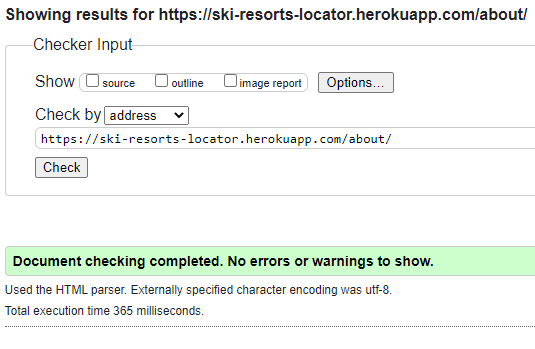 Showing results for https://ski-resorts-locator.herokuapp.com/about/
Checker Input
Show source outline image report Options...
Check by address
https://ski-resorts-locator.herokuapp.com/about/
Check
Document checking completed. No errors or warnings to show.
Used the HTML parser. Externally specified character encoding was utf-8.
Total execution time 365 milliseconds.